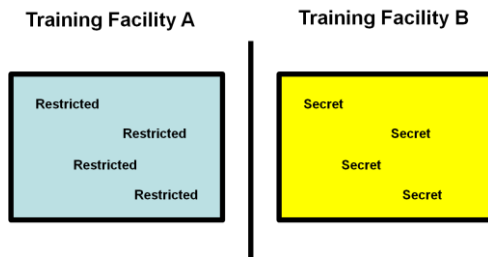 Training Facility A
Restricted
Restricted
Restricted
Restricted
Training Facility B
Secret
Secret
Secret
Secret